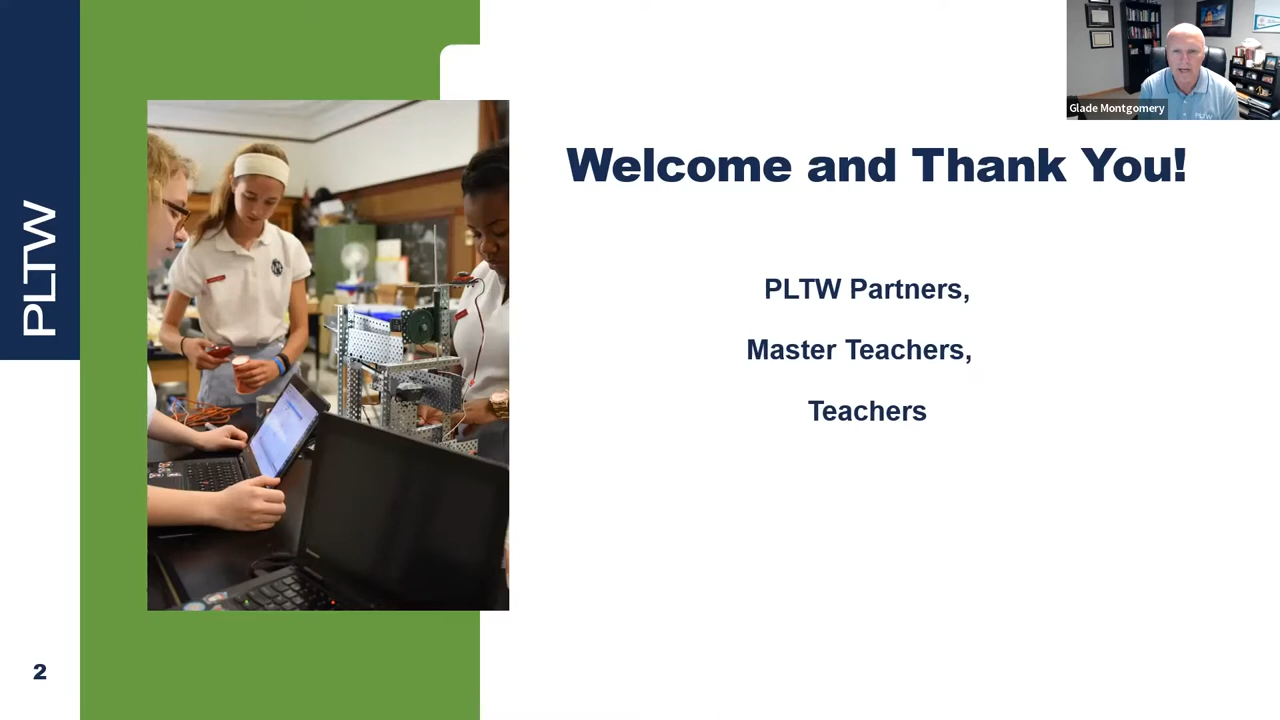 PLTW
Glade Montgomery
Welcome and Thank You!
PLTW Partners,
Master Teachers,
Teachers
2